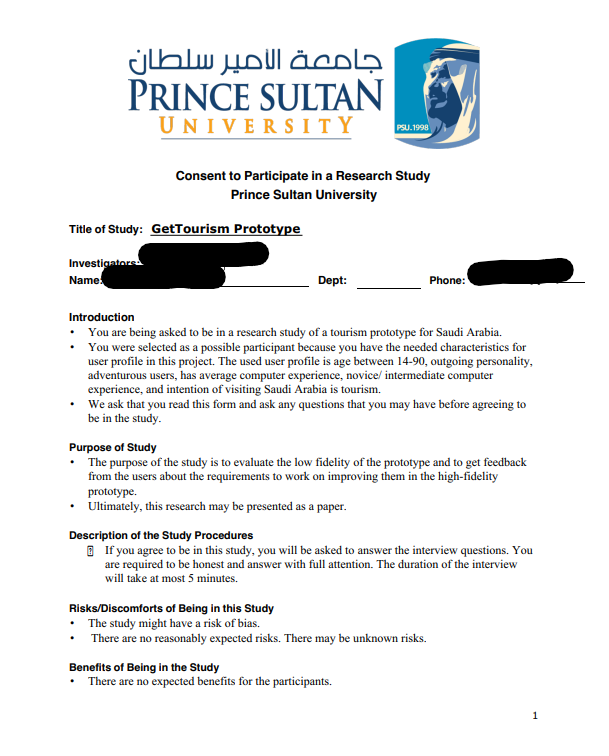 جامعة الأمير سلطان
PRINCE SULTAN
UNIVERSITY
PSU.1998
Consent to Participate in a Research Study
Prince Sultan University
Title of Study: GetTourism Prototype
Investigators:
Name: Dept: Phone:
Introduction
• You are being asked to be in a research study of a tourism prototype for Saudi Arabia.
• You were selected as a possible participant because you have the needed characteristics for
user profile in this project. The used user profile is age between 14-90, outgoing personality,
adventurous users, has average computer experience, novice/ intermediate computer
experience, and intention of visiting Saudi Arabia is tourism.
• We ask that you read this form and ask any questions that you may have before agreeing to
be in the study.
Purpose of Study
• The purpose of the study is to evaluate the low fidelity of the prototype and to get feedback
from the users about the requirements to work on improving them in the high-fidelity
prototype.
• Ultimately, this research may be presented as a paper.
Description of the Study Procedures
If you agree to be in this study, you will be asked to answer the interview questions. You
are required to be honest and answer with full attention. The duration of the interview
will take at most 5 minutes.
Risks/Discomforts of Being in this Study
• The study might have a risk of bias.
• There are no reasonably expected risks. There may be unknown risks.
Benefits of Being in the Study
• There are no expected benefits for the participants.
1